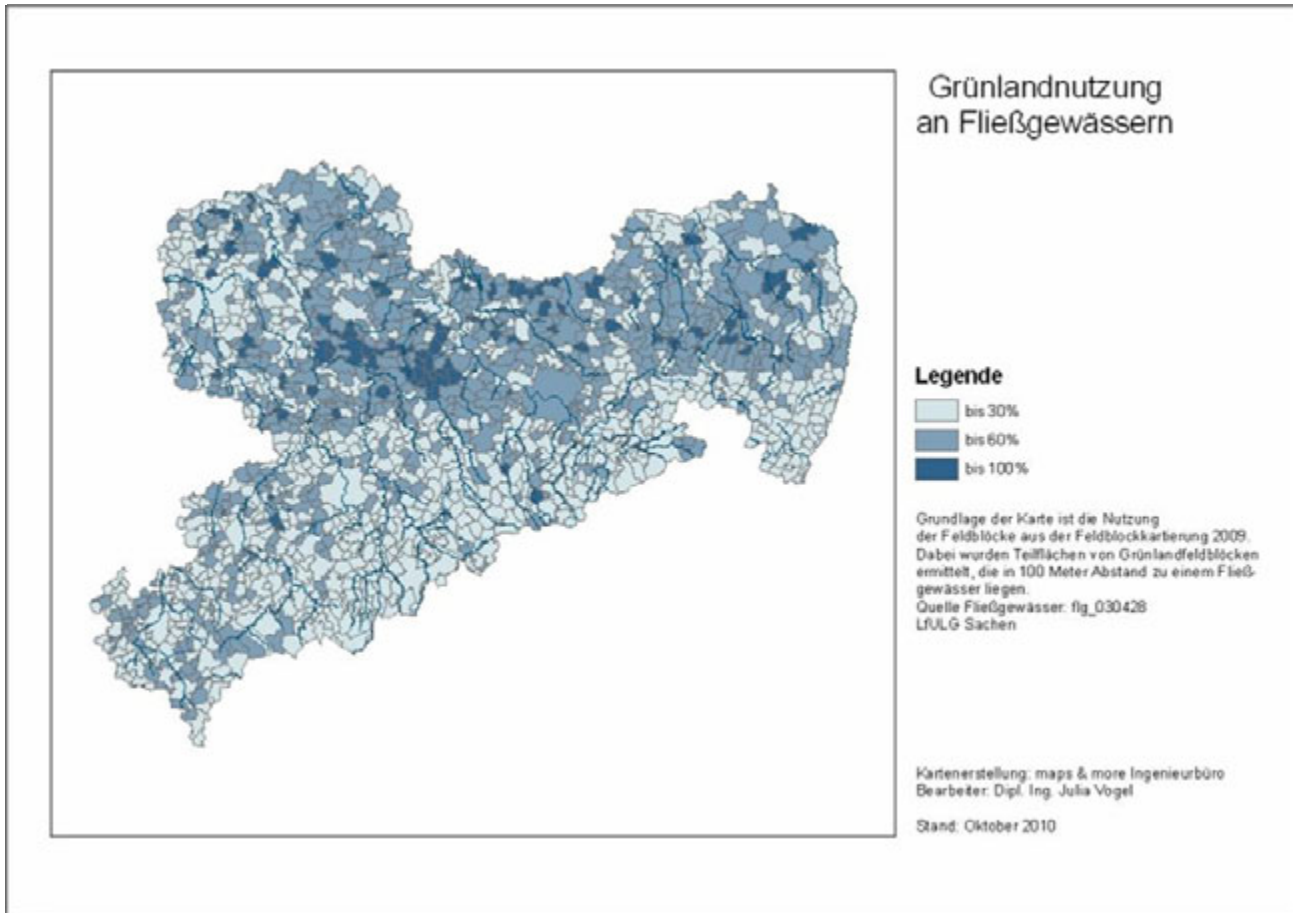 Grünlandnutzung
an Fließgewässern
Legende
bis 30%
bis 60%
bis 100%
Grundlage der Karte ist die Nutzung
der Feldblöcke aus der Feldblockkartierung 2009.
Dabei wurden Teilflächen von Grünlandfeldblöcken
ermittelt, die in 100 Meter Abstand zu einem Fließ-
gewässer liegen.
Quelle Fließgewässer: flg_030428
LfULG Sachen
Kartenerstellung: maps & more Ingenieurbüro
Bearbeiter: Dipl. Ing. Julia Vogel
Stand: Oktober 2010